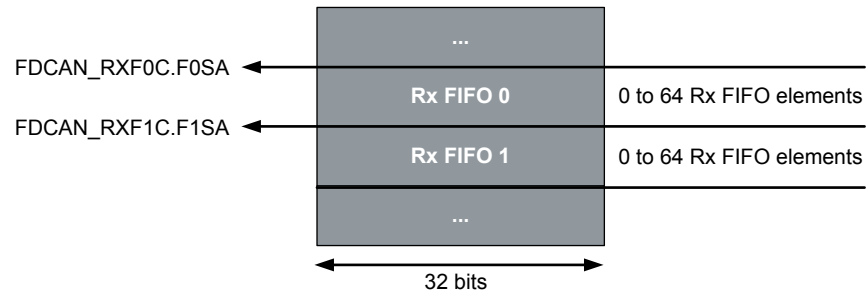 ...
FDCAN_RXF0C.F0SA
Rx FIFO 0
0 to 64 Rx FIFO elements
FDCAN_RXF1C.F1SA
Rx FIFO 1
0 to 64 Rx FIFO elements
...
32 bits